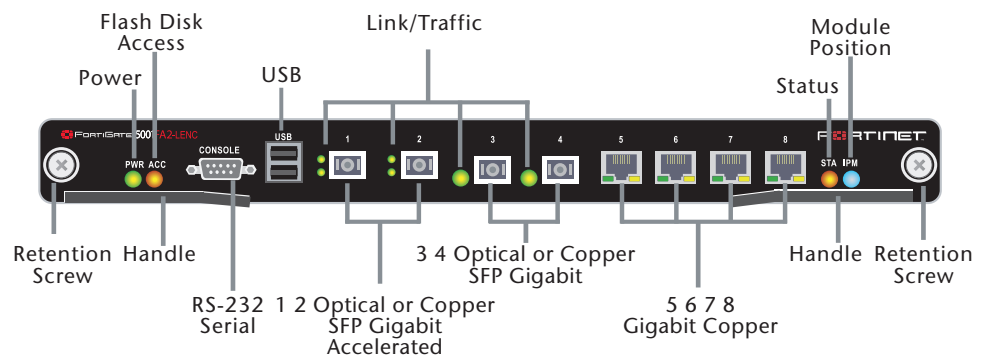 Flash Disk
Access
Link/Traffic
Module
Position
Power
USB
Status
FORTIGATE 5001FA2-LENC
PWR ACC
CONSOLE
USB
1
2
3
4
5
6
7
8
FORTINET
STA IPM
Retention
Screw
Handle
3 4 Optical or Copper
SFP Gigabit
Handle
Retention
Screw
RS-232
Serial
1 2 Optical or Copper
SFP Gigabit
Accelerated
5 6 7 8
Gigabit Copper